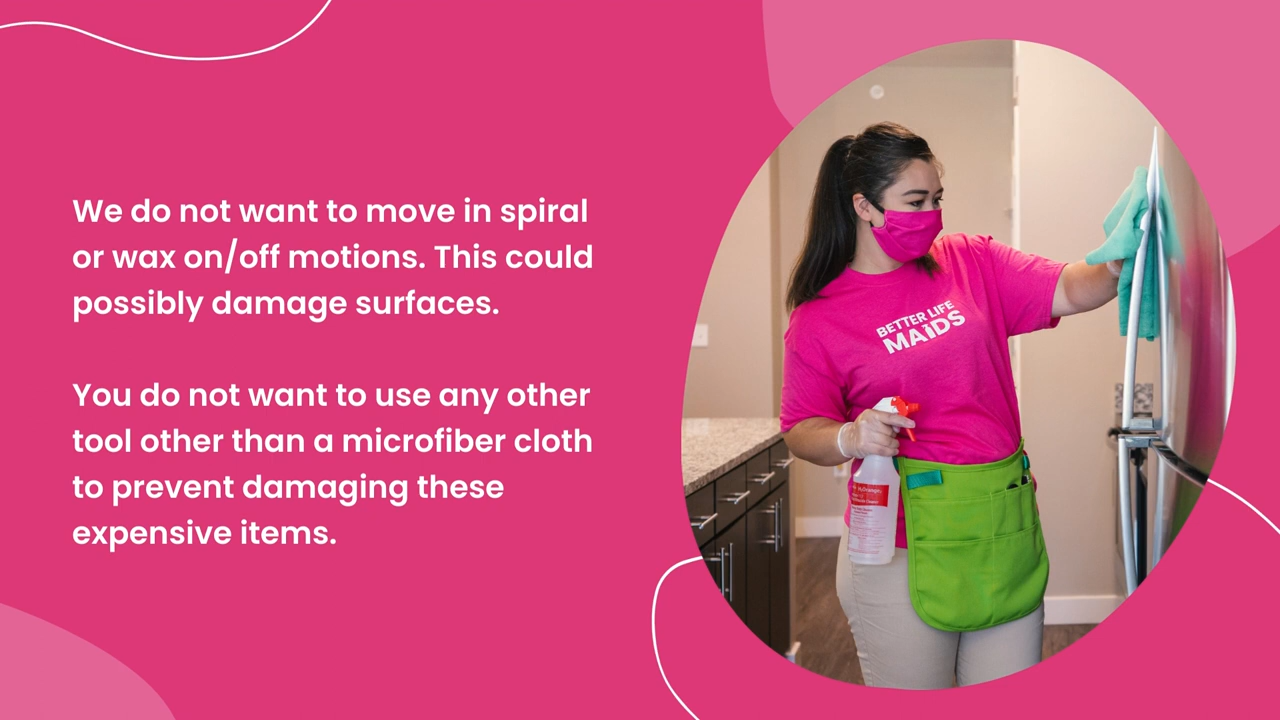 We do not want to move in spiral
or wax on/off motions. This could
possibly damage surfaces.
You do not want to use any other
tool other than a microfiber cloth
to prevent damaging these
expensive items.
BETTER LIFE
MAIDS